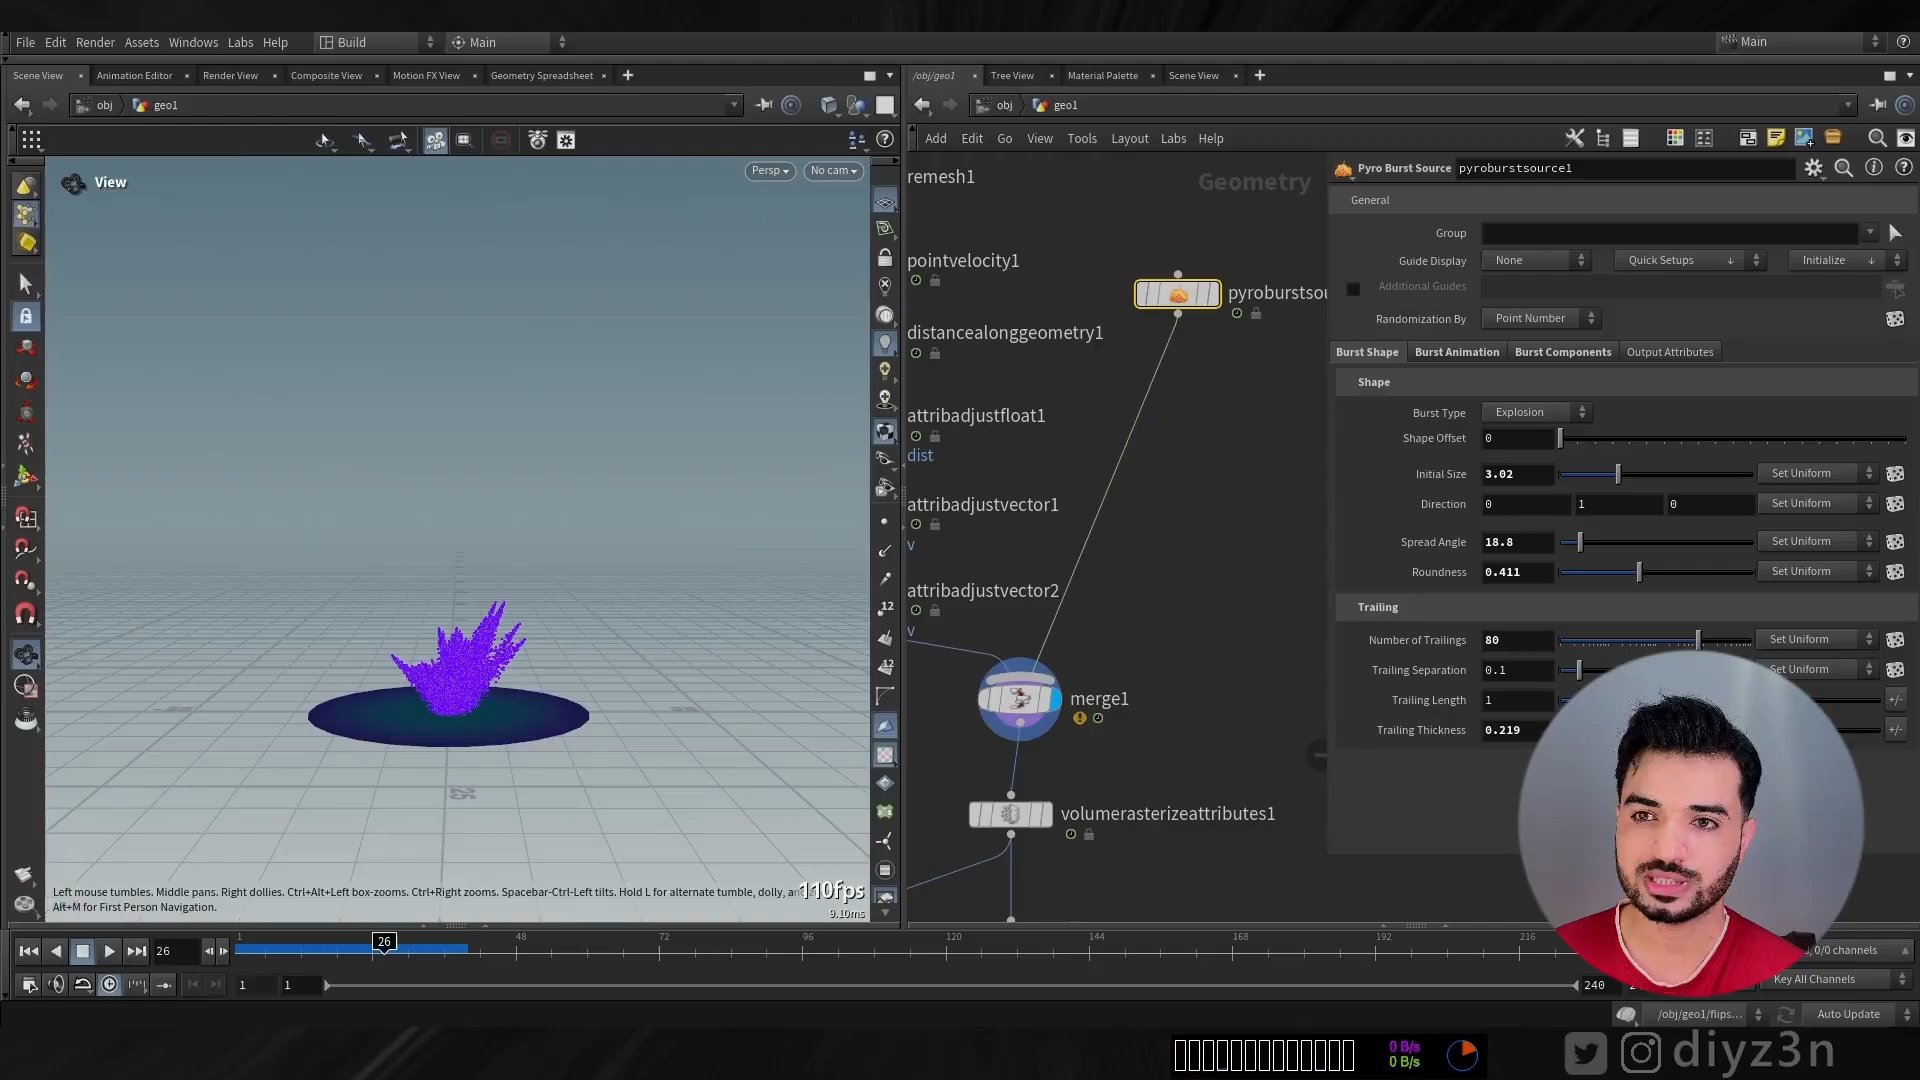 File Edit Render Assets Windows Labs Help Build Main Main
Scene View Animation Editor Render View Composite View Motion FX View Geometry Spreadsheet
/obj/geo1 Tree View Material Palette Scene View
obj geo1
obj geo1
Add Edit Go View Tools Layout Labs Help
View
Persp No cam
remesh1
Geometry
pointvelocity1
pyroburstsou
distancealonggeometry1
attribadjustfloat1
dist
attribadjustvector1
v
attribadjustvector2
v
merge1
volumerasterizeattributes1
Pyro Burst Source pyroburstsource1
General
Group
Guide Display None Quick Setups Initialize
Additional Guides
Randomization By Point Number
Burst Shape Burst Animation Burst Components Output Attributes
Shape
Burst Type Explosion
Shape Offset 0
Initial Size 3.02 Set Uniform
Direction 0 1 0 Set Uniform
Spread Angle 18.8 Set Uniform
Roundness 0.411 Set Uniform
Trailing
Number of Trailings 80 Set Uniform
Trailing Separation 0.1 Set Uniform
Trailing Length 1 +/-
Trailing Thickness 0.219 +/-
12
12
25
Left mouse tumbles. Middle pans. Right dollies. Ctrl+Alt+Left box-zooms. Ctrl+Right zooms. Spacebar-Ctrl-Left tilts. Hold L for alternate tumble, dolly, an
Alt+M for First Person Navigation.
110fps
9.10ms
26 1 26 48 72 96 120 144 168 192 216
0/0 channels
1 1 240
Key All Channels
/obj/geo1/flips... Auto Update
0 B/s
0 B/s
diyz3n